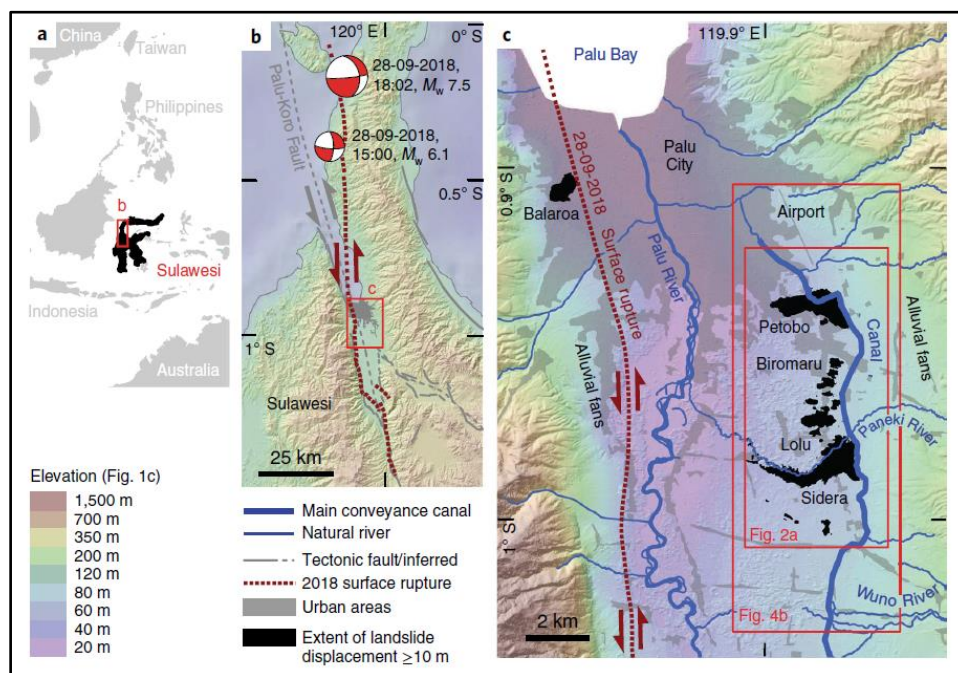 a
China
Taiwan
Philippines
b
Sulawesi
Indonesia
Australia
Elevation (Fig. 1c)
1,500 m
700 m
350 m
200 m
120 m
80 m
60 m
40 m
20 m
b
120° E
0° S
28-09-2018,
18:02, Mw 7.5
28-09-2018,
15:00, Mw 6.1
Palu-Koro Fault
0.5° S
c
1° S
Sulawesi
25 km
Main conveyance canal
Natural river
Tectonic fault/inferred
2018 surface rupture
Urban areas
Extent of landslide
displacement ≥10 m
c
119.9° E
Palu Bay
Palu
City
28-09-2018
Surface rupture
0.9° S
Balaroa
Airport
Palu River
Petobo
Canal
Alluvial fans
Biromaru
Alluvial fans
Paneki River
Lolu
Sidera
1° S
Fig. 2a
Wuno River
Fig. 4b
2 km